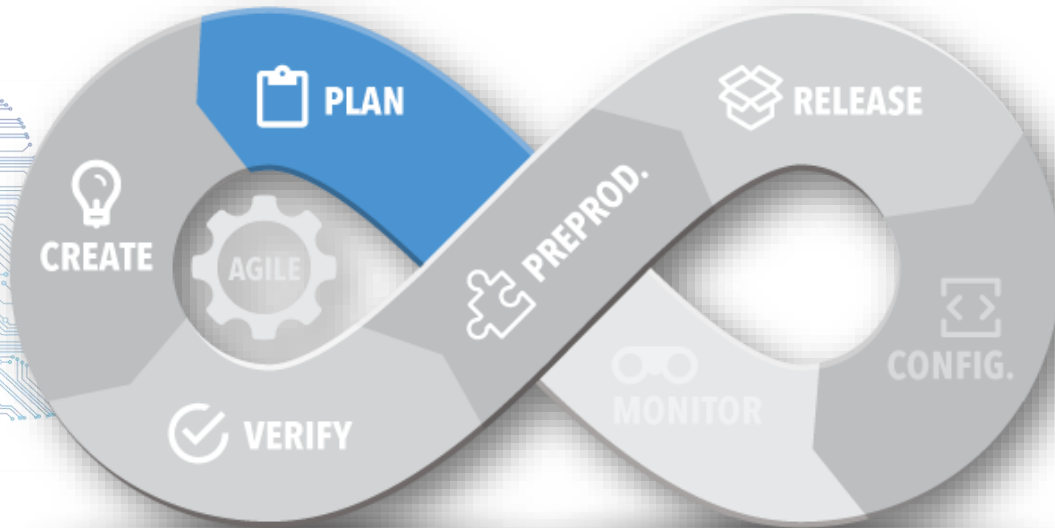 PLAN
CREATE
AGILE
VERIFY
PREPROD.
RELEASE
CONFIG.
MONITOR